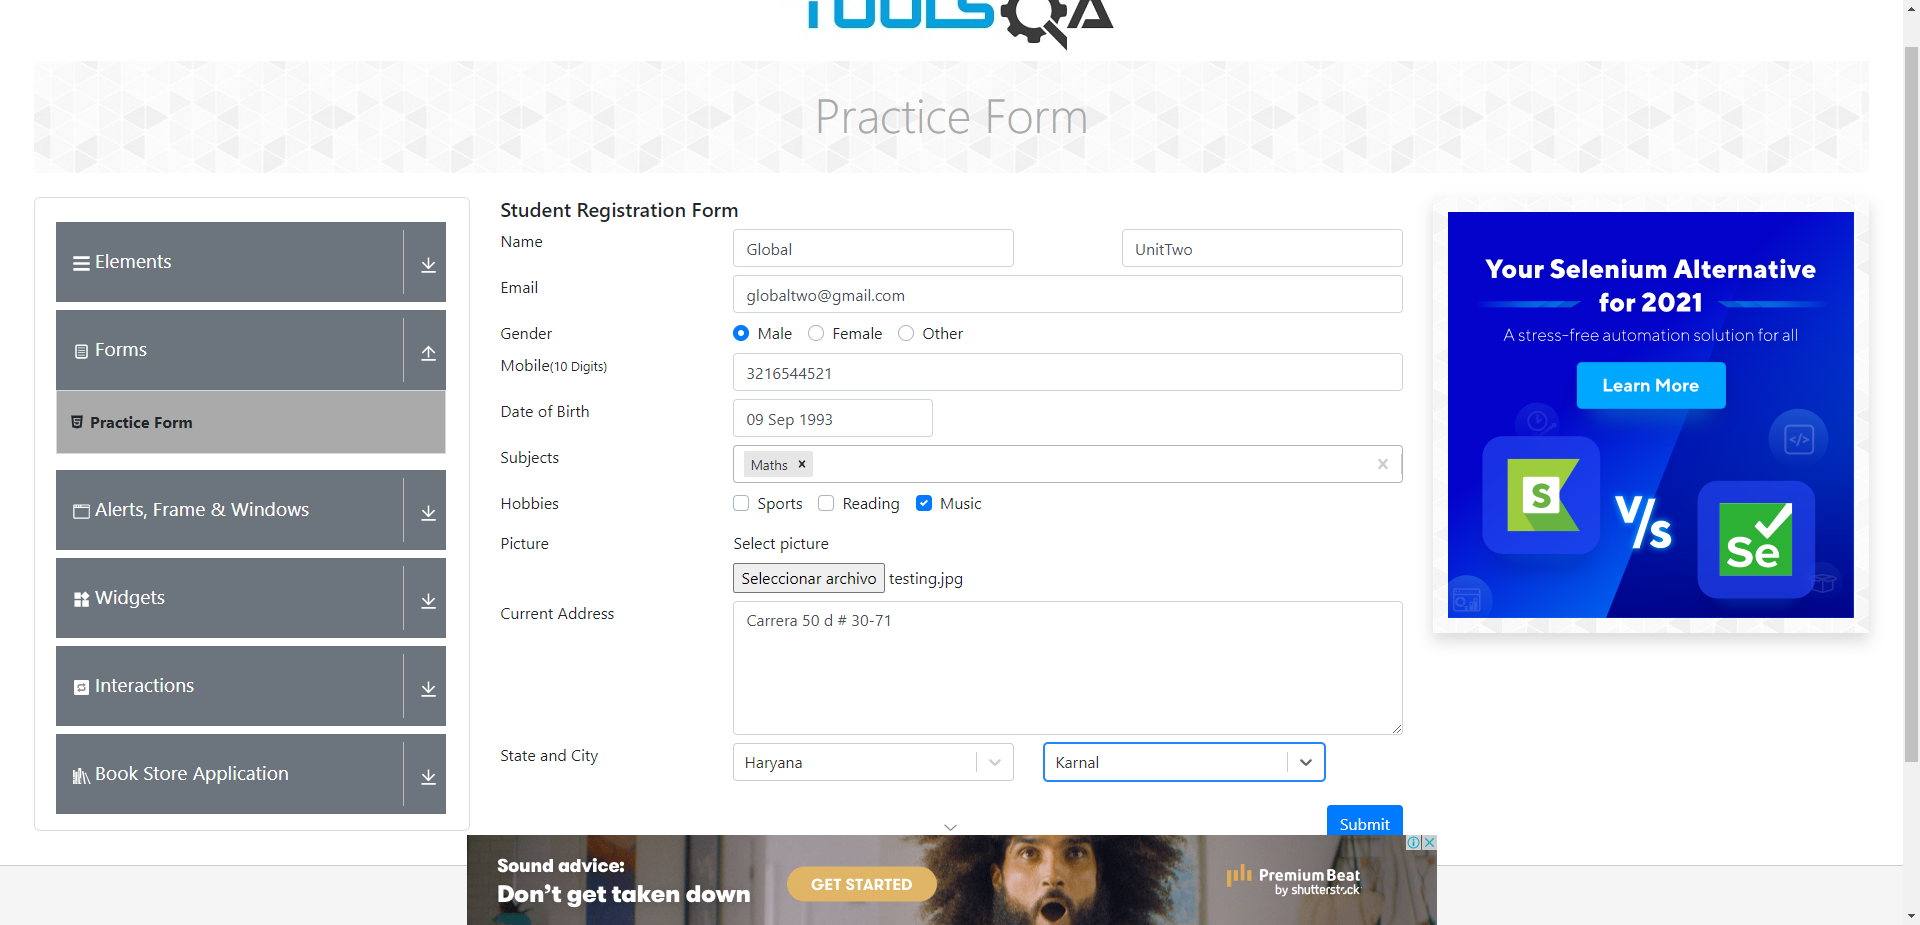 TOOLSQA
Practice Form
Elements
Forms
Practice Form
Alerts, Frame & Windows
Widgets
Interactions
Book Store Application
Student Registration Form
Name
Global
UnitTwo
Email
globaltwo@gmail.com
Gender
Male
Female
Other
Mobile(10 Digits)
3216544521
Date of Birth
09 Sep 1993
Subjects
Maths
Hobbies
Sports
Reading
Music
Picture
Select picture
Seleccionar archivo testing.jpg
Current Address
Carrera 50 d # 30-71
State and City
Haryana
Karnal
Submit
Your Selenium Alternative
for 2021
A stress-free automation solution for all
Learn More
</>
S
V/s
Se
Sound advice:
Don't get taken down
GET STARTED
PremiumBeat
by shutterstock